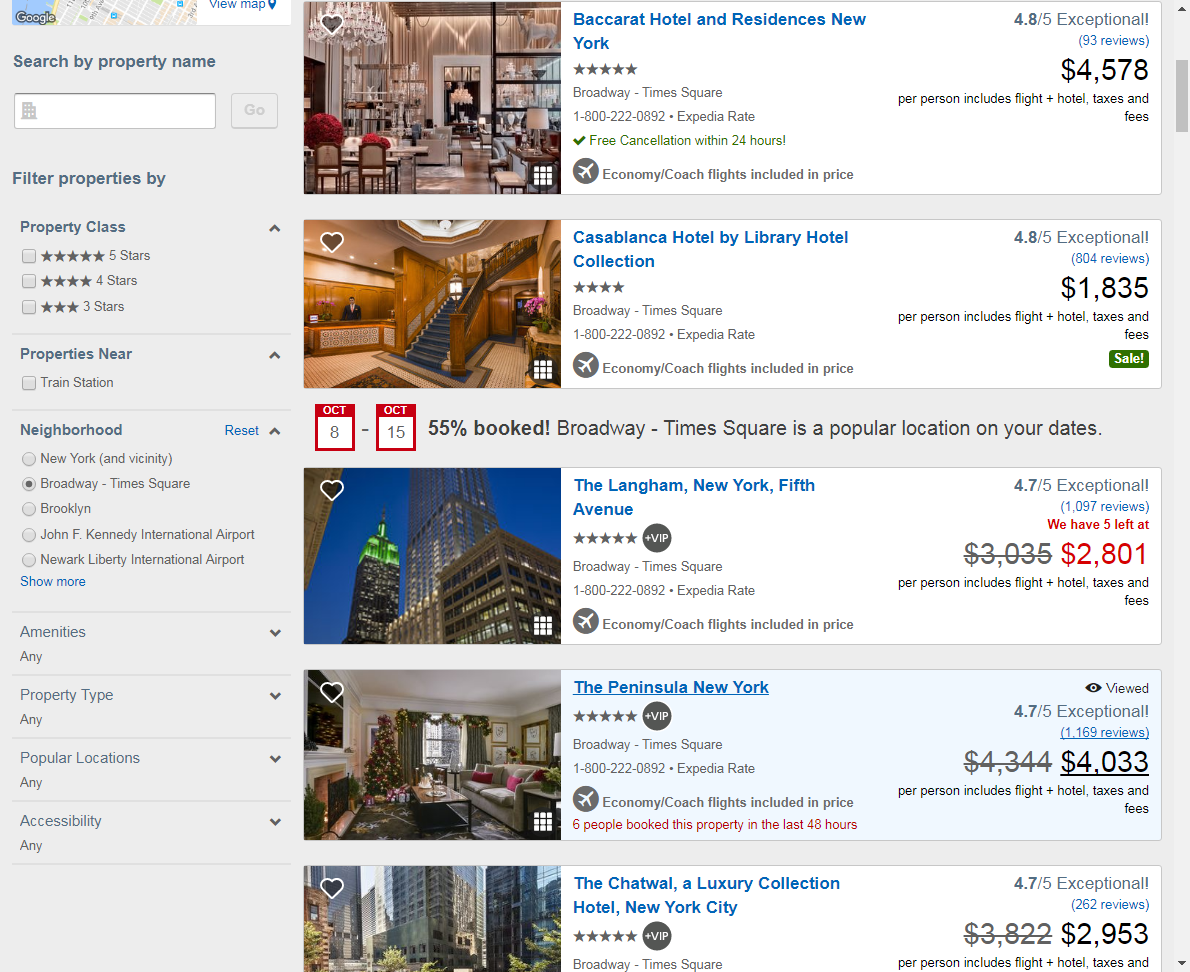 Google
View map
Search by property name
Go
Filter properties by
Property Class
★★★★★ 5 Stars
★★★★ 4 Stars
★★★ 3 Stars
Properties Near
Train Station
Neighborhood Reset
New York (and vicinity)
Broadway - Times Square
Brooklyn
John F. Kennedy International Airport
Newark Liberty International Airport
Show more
Amenities
Any
Property Type
Any
Popular Locations
Any
Accessibility
Any
Baccarat Hotel and Residences New
York
★★★★★
Broadway - Times Square
1-800-222-0892 • Expedia Rate
Free Cancellation within 24 hours!
Economy/Coach flights included in price
4.8/5 Exceptional!
(93 reviews)
$4,578
per person includes flight + hotel, taxes and
fees
Casablanca Hotel by Library Hotel
Collection
★★★★
Broadway - Times Square
1-800-222-0892 • Expedia Rate
Economy/Coach flights included in price
4.8/5 Exceptional!
(804 reviews)
$1,835
per person includes flight + hotel, taxes and
fees
Sale!
OCT 8 - OCT 15 55% booked! Broadway - Times Square is a popular location on your dates.
The Langham, New York, Fifth
Avenue
★★★★★ +VIP
Broadway - Times Square
1-800-222-0892 • Expedia Rate
Economy/Coach flights included in price
4.7/5 Exceptional!
(1,097 reviews)
We have 5 left at
$3,035 $2,801
per person includes flight + hotel, taxes and
fees
The Peninsula New York
★★★★★ +VIP
Broadway - Times Square
1-800-222-0892 • Expedia Rate
Economy/Coach flights included in price
6 people booked this property in the last 48 hours
Viewed
4.7/5 Exceptional!
(1,169 reviews)
$4,344 $4,033
per person includes flight + hotel, taxes and
fees
The Chatwal, a Luxury Collection
Hotel, New York City
★★★★★ +VIP
Broadway - Times Square
4.7/5 Exceptional!
(262 reviews)
$3,822 $2,953
per person includes flight + hotel, taxes and